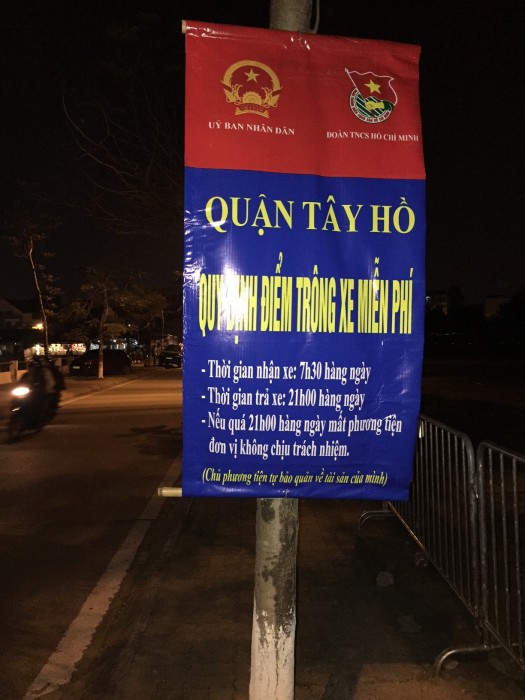 UỶ BAN NHÂN DÂN
ĐOÀN TNCS HỒ CHÍ MINH
QUẬN TÂY HỒ
QUY ĐỊNH ĐIỂM TRÔNG XE MIỄN PHÍ
- Thời gian nhận xe: 7h30 hàng ngày
- Thời gian trả xe: 21h00 hàng ngày
- Nếu quá 21h00 hàng ngày mất phương tiện
đơn vị không chịu trách nhiệm.
(Chủ phương tiện tự bảo quản về tài sản của mình)